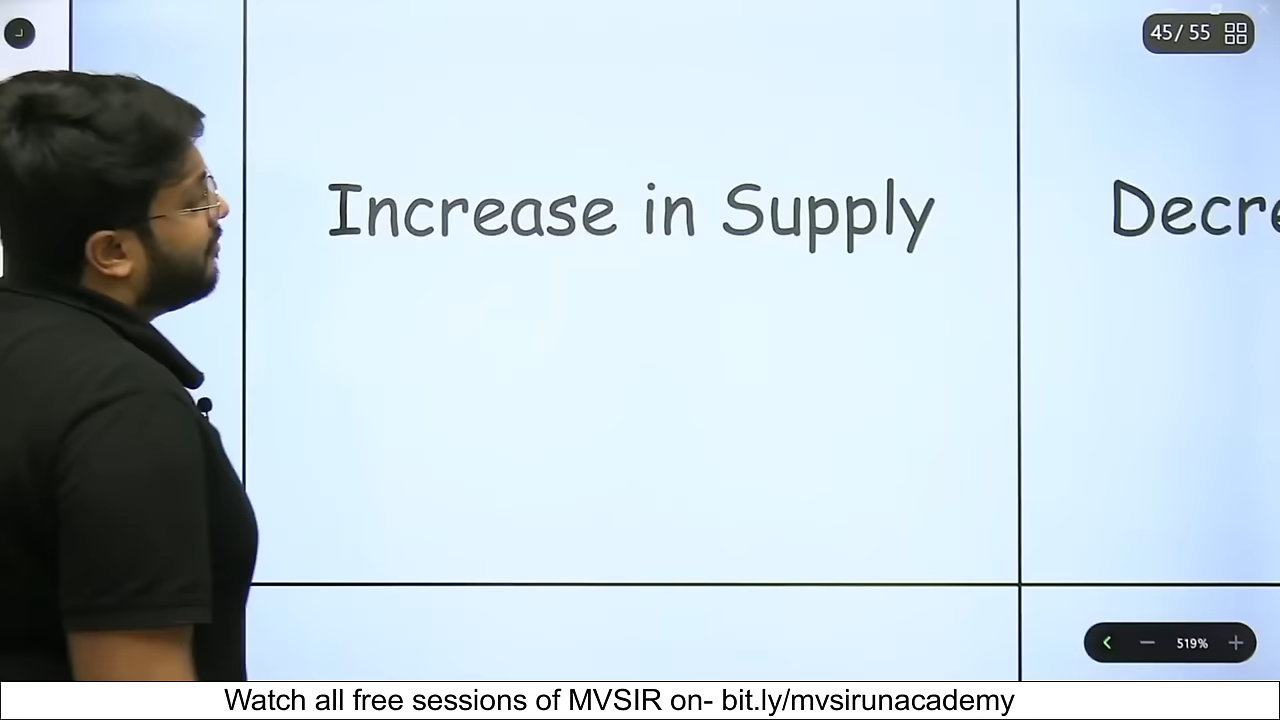 45/ 55
Increase in Supply
Decre
519%
Watch all free sessions of MVSIR on- bit.ly/mvsirunacademy